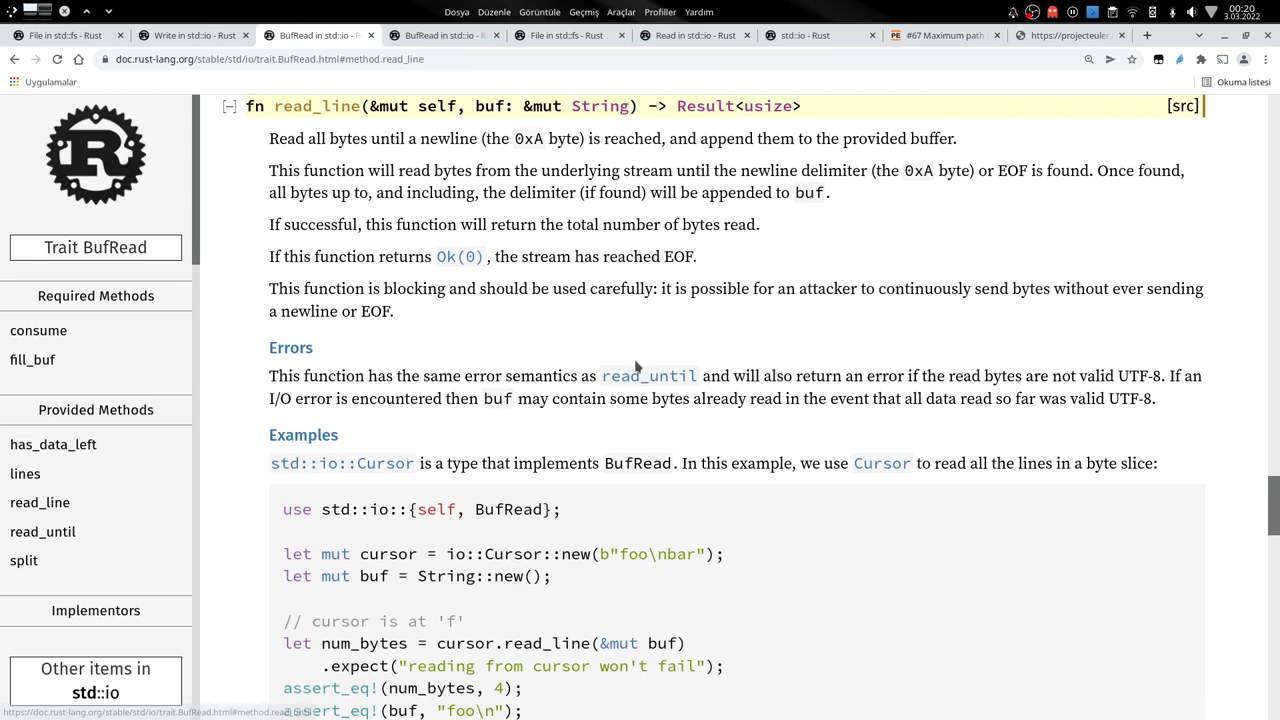 Dosya Düzenle Görüntüle Geçmiş Araçlar Profiller Yardım
00:20
3.03.2022
File in std::fs - Rust
Write in std::io - Rust
BufRead in std::io - Rust
BufRead in std::io - Rust
File in std::fs - Rust
Read in std::io - Rust
std::io - Rust
#67 Maximum path
https://projecteuler.
doc.rust-lang.org/stable/std/io/trait.BufRead.html#method.read_line
Uygulamalar
Okuma listesi
Trait BufRead
Required Methods
consume
fill_buf
Provided Methods
has_data_left
lines
read_line
read_until
split
Implementors
Other items in
std::io
[-] fn read_line(&mut self, buf: &mut String) -> Result<usize> [src]
Read all bytes until a newline (the 0xA byte) is reached, and append them to the provided buffer.
This function will read bytes from the underlying stream until the newline delimiter (the 0xA byte) or EOF is found. Once found,
all bytes up to, and including, the delimiter (if found) will be appended to buf.
If successful, this function will return the total number of bytes read.
If this function returns Ok(0), the stream has reached EOF.
This function is blocking and should be used carefully: it is possible for an attacker to continuously send bytes without ever sending
a newline or EOF.
Errors
This function has the same error semantics as read_until and will also return an error if the read bytes are not valid UTF-8. If an
I/O error is encountered then buf may contain some bytes already read in the event that all data read so far was valid UTF-8.
Examples
std::io::Cursor is a type that implements BufRead. In this example, we use Cursor to read all the lines in a byte slice:
use std::io::{self, BufRead};
let mut cursor = io::Cursor::new(b"foo\nbar");
let mut buf = String::new();
// cursor is at 'f'
let num_bytes = cursor.read_line(&mut buf)
.expect("reading from cursor won't fail");
assert_eq!(num_bytes, 4);
assert_eq!(buf, "foo\n");
https://doc.rust-lang.org/stable/std/io/trait.BufRead.html#method.read_until